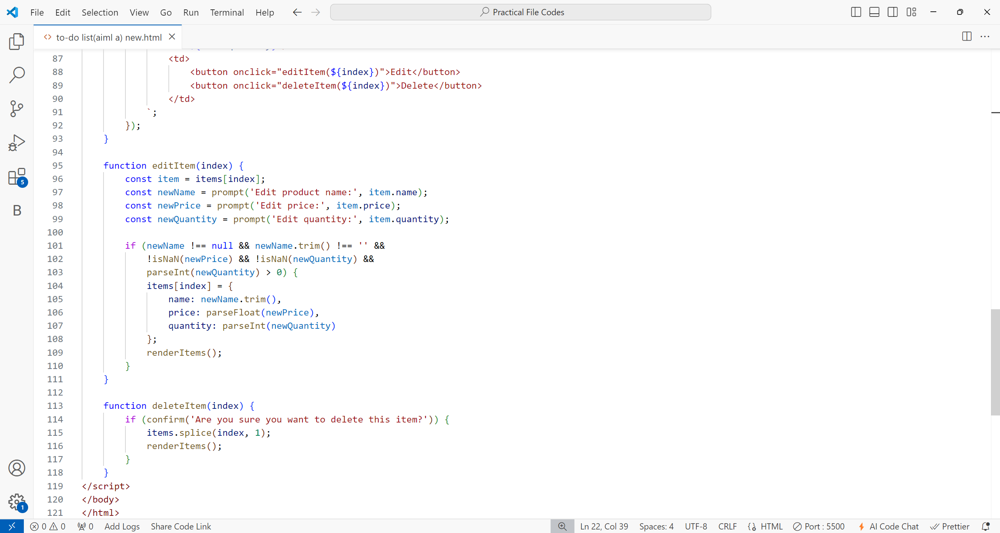 File Edit Selection View Go Run Terminal Help Practical File Codes
to-do list(aiml a) new.html
87 <td>
88 <button onclick="editItem(${index})">Edit</button>
89 <button onclick="deleteItem(${index})">Delete</button>
90 </td>
91 `;
92 });
93 }
94
95 function editItem(index) {
96 const item = items[index];
97 const newName = prompt('Edit product name:', item.name);
98 const newPrice = prompt('Edit price:', item.price);
99 const newQuantity = prompt('Edit quantity:', item.quantity);
100
101 if (newName !== null && newName.trim() !== '' &&
102 !isNaN(newPrice) && !isNaN(newQuantity) &&
103 parseInt(newQuantity) > 0) {
104 items[index] = {
105 name: newName.trim(),
106 price: parseFloat(newPrice),
107 quantity: parseInt(newQuantity)
108 };
109 renderItems();
110 }
111 }
112
113 function deleteItem(index) {
114 if (confirm('Are you sure you want to delete this item?')) {
115 items.splice(index, 1);
116 renderItems();
117 }
118 }
119 </script>
120 </body>
121 </html>
5
B
1
0 0 0 Add Logs Share Code Link Ln 22, Col 39 Spaces: 4 UTF-8 CRLF HTML Port : 5500 AI Code Chat Prettier